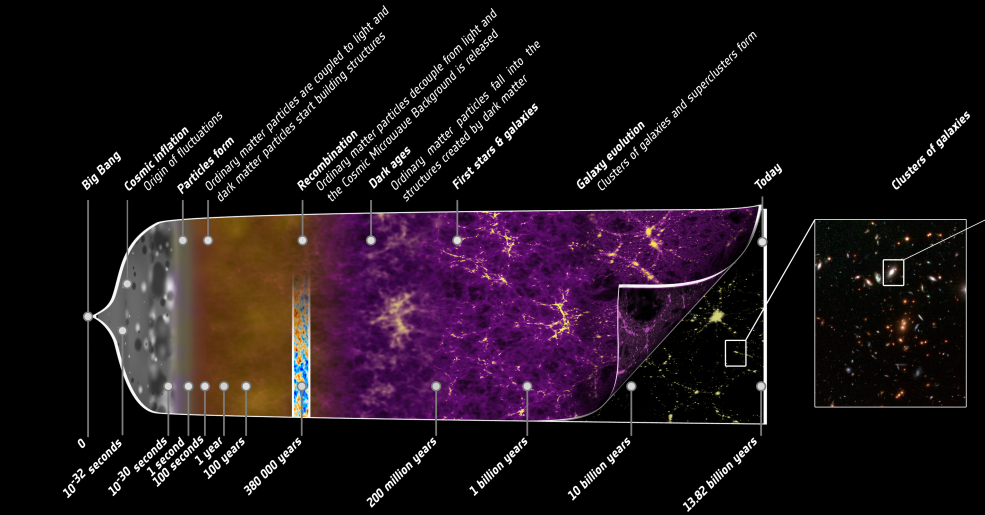 Big Bang
Cosmic Inflation
Origin of fluctuations
Particles form
Ordinary matter particles are coupled to light and
dark matter particles start building structures
Recombination
Ordinary matter particles decouple from light and
the Cosmic Microwave Background is released
Dark ages
Ordinary matter particles fall into the
structures created by dark matter
First stars & galaxies
Galaxy evolution
Clusters of galaxies and superclusters form
Today
Clusters of galaxies
0
10-32 seconds
10-30 seconds
1 second
100 seconds
1 year
100 years
380 000 years
200 million years
1 billion years
10 billion years
13.82 billion years